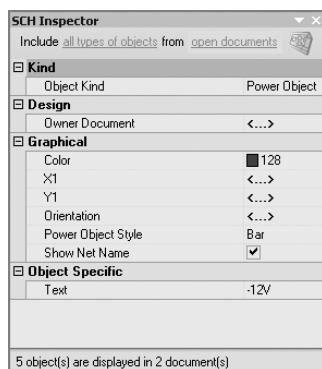 SCH Inspector
Include all types of objects from open documents
Kind
Object Kind Power Object
Design
Owner Document <...>
Graphical
Color 128
X1 <...>
Y1 <...>
Orientation <...>
Power Object Style Bar
Show Net Name
Object Specific
Text -12V
5 object(s) are displayed in 2 document(s)